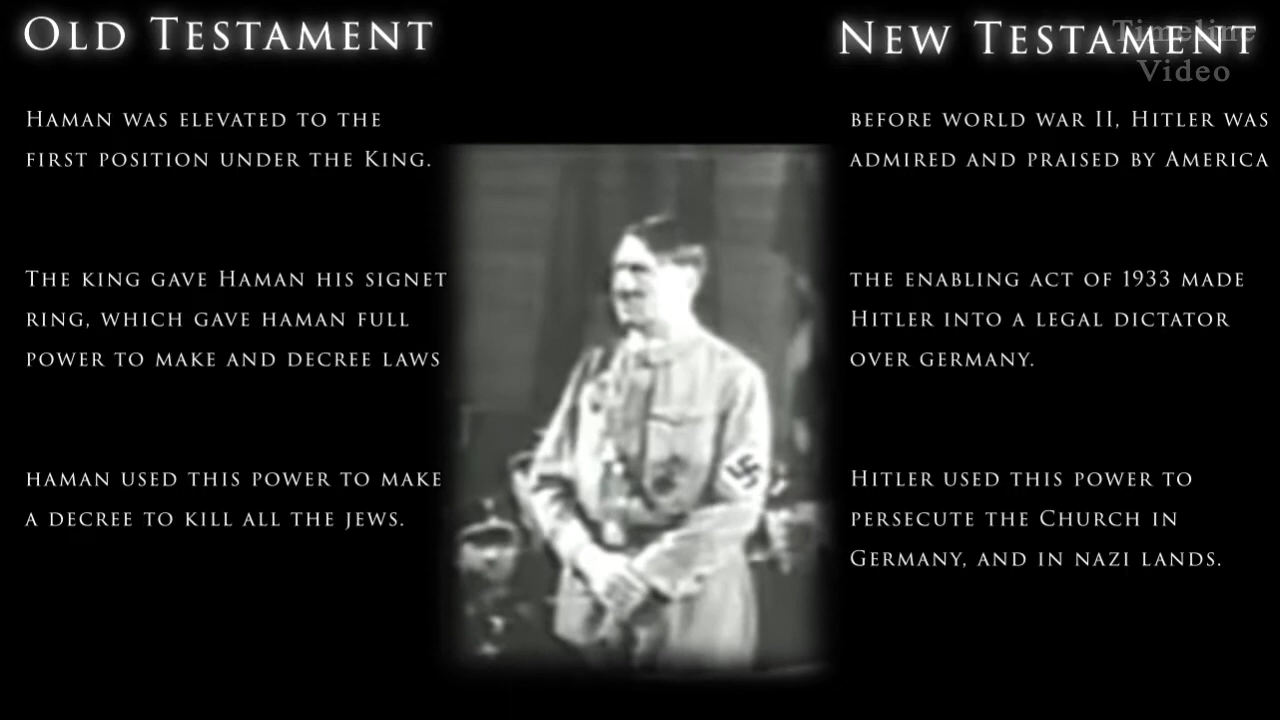 OLD TESTAMENT
HAMAN WAS ELEVATED TO THE
FIRST POSITION UNDER THE KING.
THE KING GAVE HAMAN HIS SIGNET
RING, WHICH GAVE HAMAN FULL
POWER TO MAKE AND DECREE LAWS
HAMAN USED THIS POWER TO MAKE
A DECREE TO KILL ALL THE JEWS.
NEW TESTAMENT
Timeline
Video
BEFORE WORLD WAR II, HITLER WAS
ADMIRED AND PRAISED BY AMERICA
THE ENABLING ACT OF 1933 MADE
HITLER INTO A LEGAL DICTATOR
OVER GERMANY.
HITLER USED THIS POWER TO
PERSECUTE THE CHURCH IN
GERMANY, AND IN NAZI LANDS.